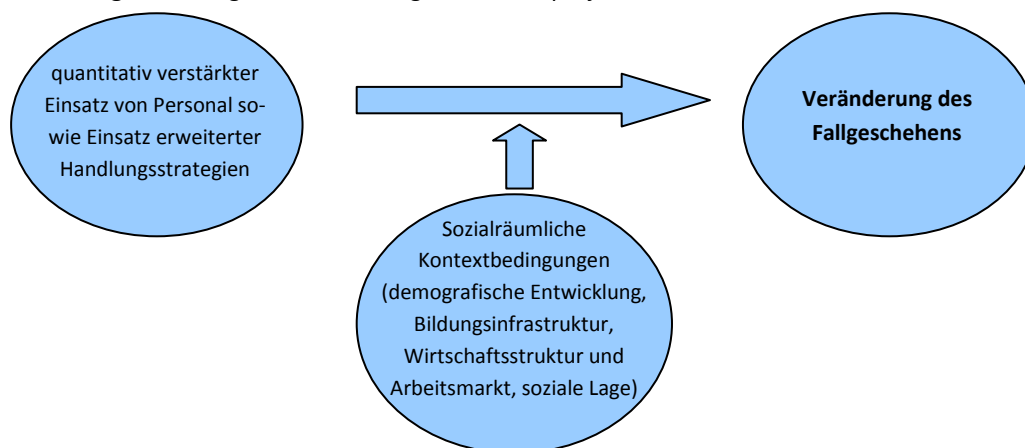 quantitativ verstärkter
Einsatz von Personal so-
wie Einsatz erweiterter
Handlungsstrategien
Veränderung des
Fallgeschehens
Sozialräumliche
Kontextbedingungen
(demografische Entwicklung,
Bildungsinfrastruktur,
Wirtschaftsstruktur und
Arbeitsmarkt, soziale Lage)